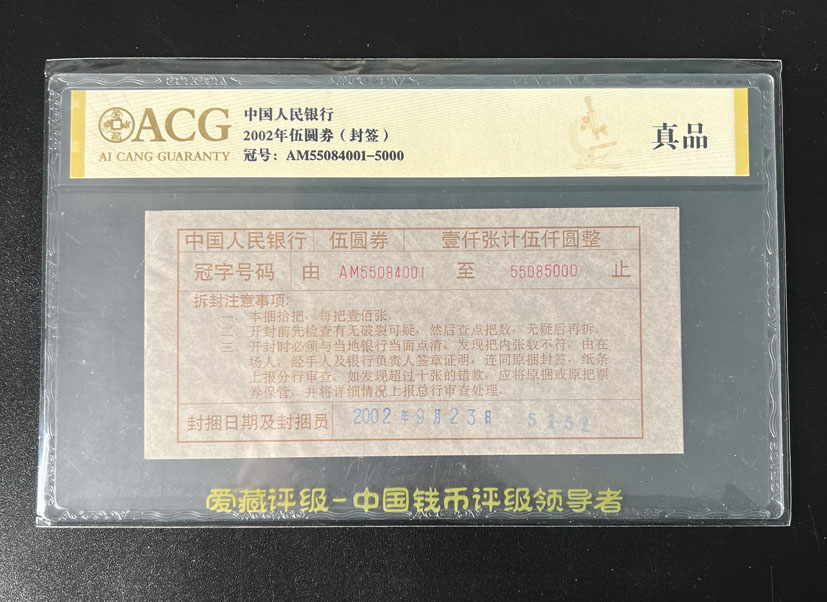 ACG
AI CANG GUARANTY
中国人民银行
2002年伍圆券（封签）
冠号：AM55084001-5000
真品
中国人民银行 伍圆券 壹仟张计伍仟圆整
冠字号码 由 AM55084001 至 55085000 止
拆封注意事项:
一、本捆拾把，每把壹佰张。
二、开封前先检查有无破裂可疑，然后查点把数，无疑后再拆。
三、开封时必须与当地银行当面点清、发现把内张数不符，由在
场人，经手人及银行负责人签章证明，连同原捆封签，纸条
上报分行审查，如发现超过十张的错款，应将原捆或原把票
券保管，并将详细情况上报总行审查处理。
封捆日期及封捆员 2002年9月23日
爱藏评级-中国钱币评级领导者